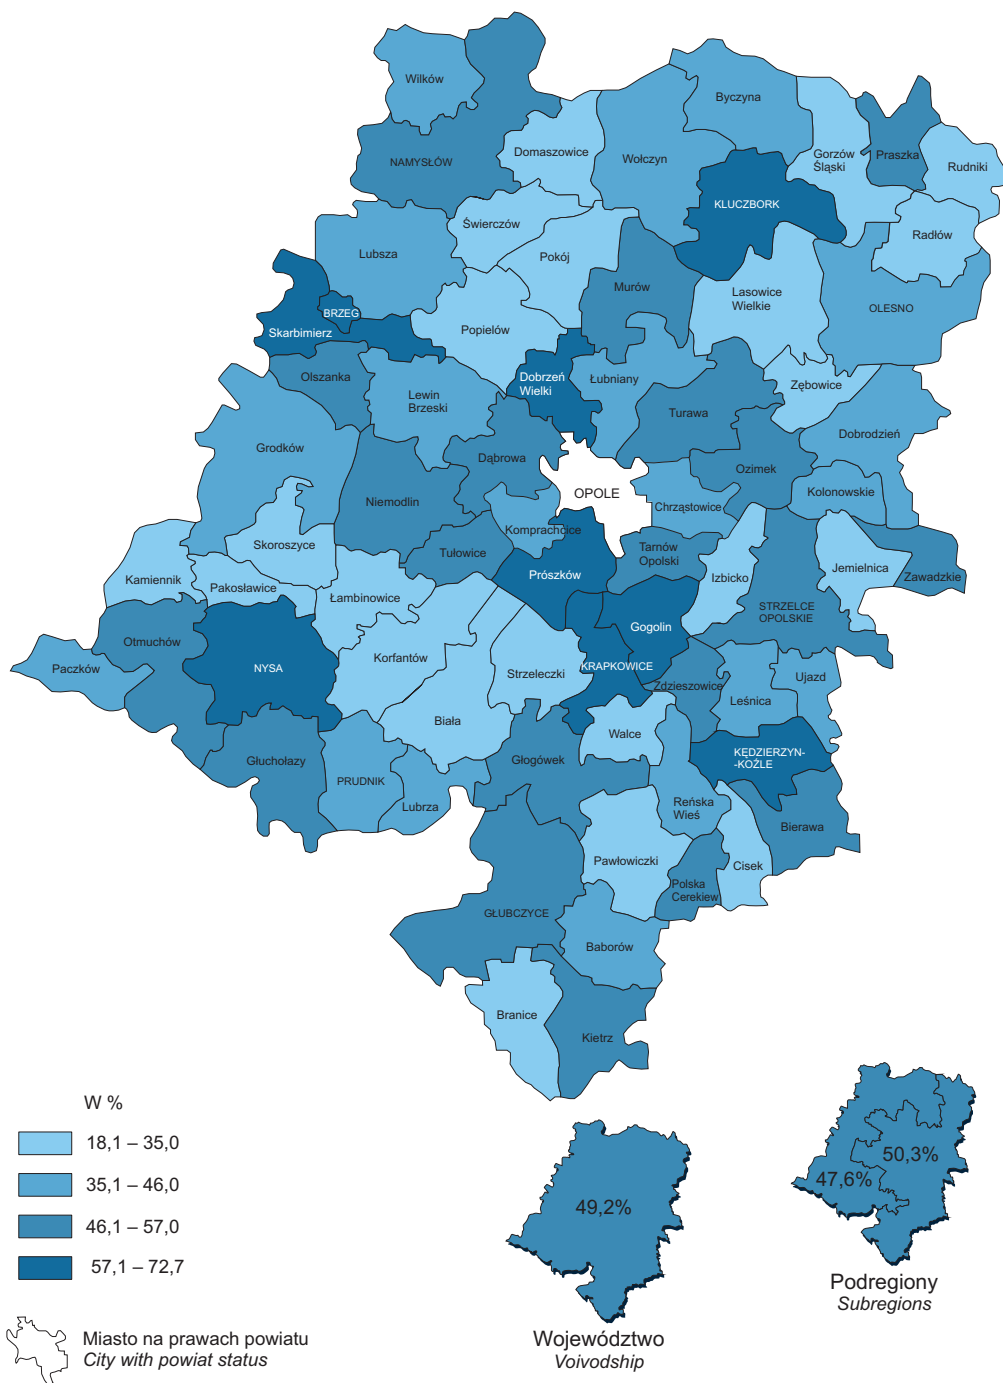 Wilków
Byczyna
Domaszowice
Wołczyn
Gorzów
Śląski
Praszka
NAMYSŁÓW
Rudniki
KLUCZBORK
Świerczów
Radłów
Lubsza
Pokój
Murów
Lasowice
Wielkie
OLESNO
BRZEG
Skarbimierz
Popielów
Olszanka
Dobrzeń
Wielki
Łubniany
Zębowice
Lewin
Brzeski
Turawa
Dobrodzień
Grodków
Dąbrowa
Ozimek
Niemodlin
OPOLE
Kolonowskie
Chrząstowice
Komprachcice
Skoroszyce
Tułowice
Tarnów
Opolski
Kamiennik
Pakosławice
Prószków
Izbicko
Jemielnica
Zawadzkie
Łambinowice
STRZELCE
OPOLSKIE
Gogolin
Otmuchów
Paczków
NYSA
Korfantów
Strzeleczki
KRAPKOWICE
Ujazd
Zdzieszowice
Leśnica
Biała
Walce
Głuchołazy
Głogówek
KĘDZIERZYN-
-KOŹLE
PRUDNIK
Lubrza
Reńska
Wieś
Bierawa
Pawłowiczki
Cisek
Polska
Cerekiew
GŁUBCZYCE
Baborów
Branice
Kietrz
W %
18,1 – 35,0
35,1 – 46,0
46,1 – 57,0
57,1 – 72,7
Miasto na prawach powiatu
City with powiat status
49,2%
Województwo
Voivodship
50,3%
47,6%
Podregiony
Subregions